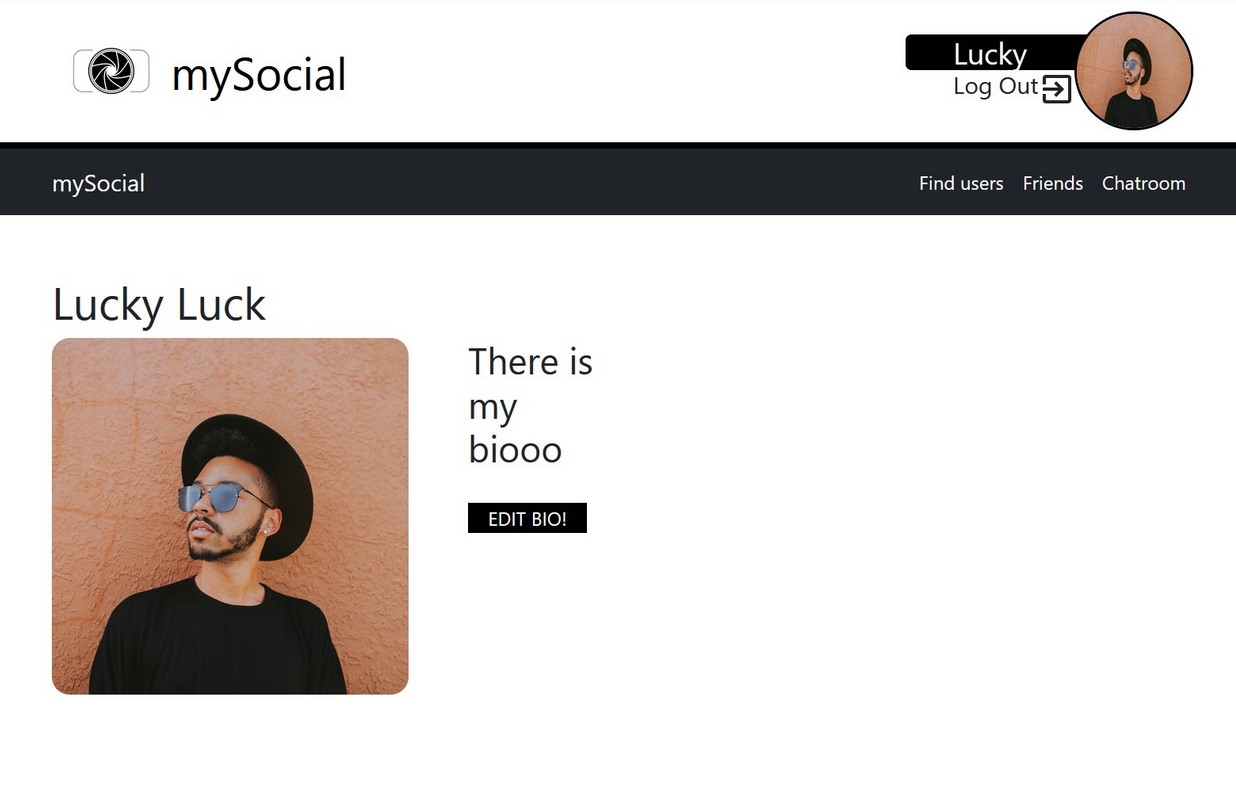 mySocial
Lucky
Log Out
mySocial
Find users Friends Chatroom
Lucky Luck
There is
my
biooo
EDIT BIO!